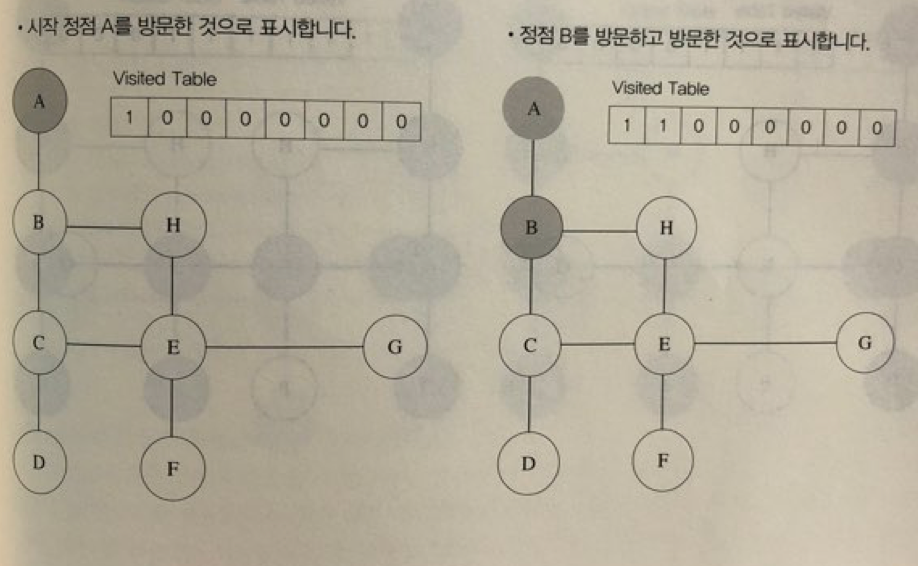 · 시작 정점 A를 방문한 것으로 표시합니다.
Visited Table
1 0 0 0 0 0 0 0
A
B H
C E G
D F
· 정점 B를 방문하고 방문한 것으로 표시합니다.
Visited Table
1 1 0 0 0 0 0 0
A
B H
C E G
D F